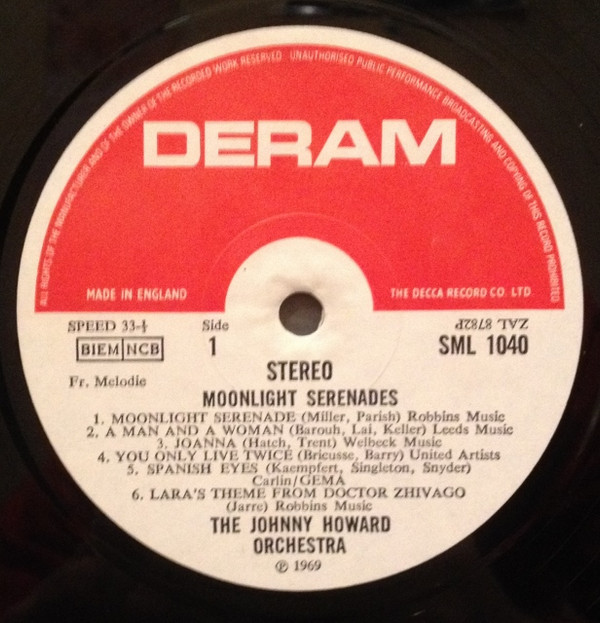 ALL RIGHTS OF THE MANUFACTURER AND OF THE OWNER OF THE RECORDED WORK RESERVED UNAUTHORISED PUBLIC PERFORMANCE BROADCASTING AND COPYING OF THIS RECORD PROHIBITED
DERAM
MADE IN ENGLAND
THE DECCA RECORD CO. LTD
SPEED 33-⅓
Side
ZAL 8782P
BIEM NCB
1
SML 1040
STEREO
Fr. Melodie
MOONLIGHT SERENADES
1. MOONLIGHT SERENADE (Miller, Parish) Robbins Music
2. A MAN AND A WOMAN (Barouh, Lai, Keller) Leeds Music
3. JOANNA (Hatch, Trent) Welbeck Music
4. YOU ONLY LIVE TWICE (Bricusse, Barry) United Artists
5. SPANISH EYES (Kaempfert, Singleton, Snyder)
Carlin/GEMA
6. LARA'S THEME FROM DOCTOR ZHIVAGO
(Jarre) Robbins Music
THE JOHNNY HOWARD
ORCHESTRA
℗ 1969